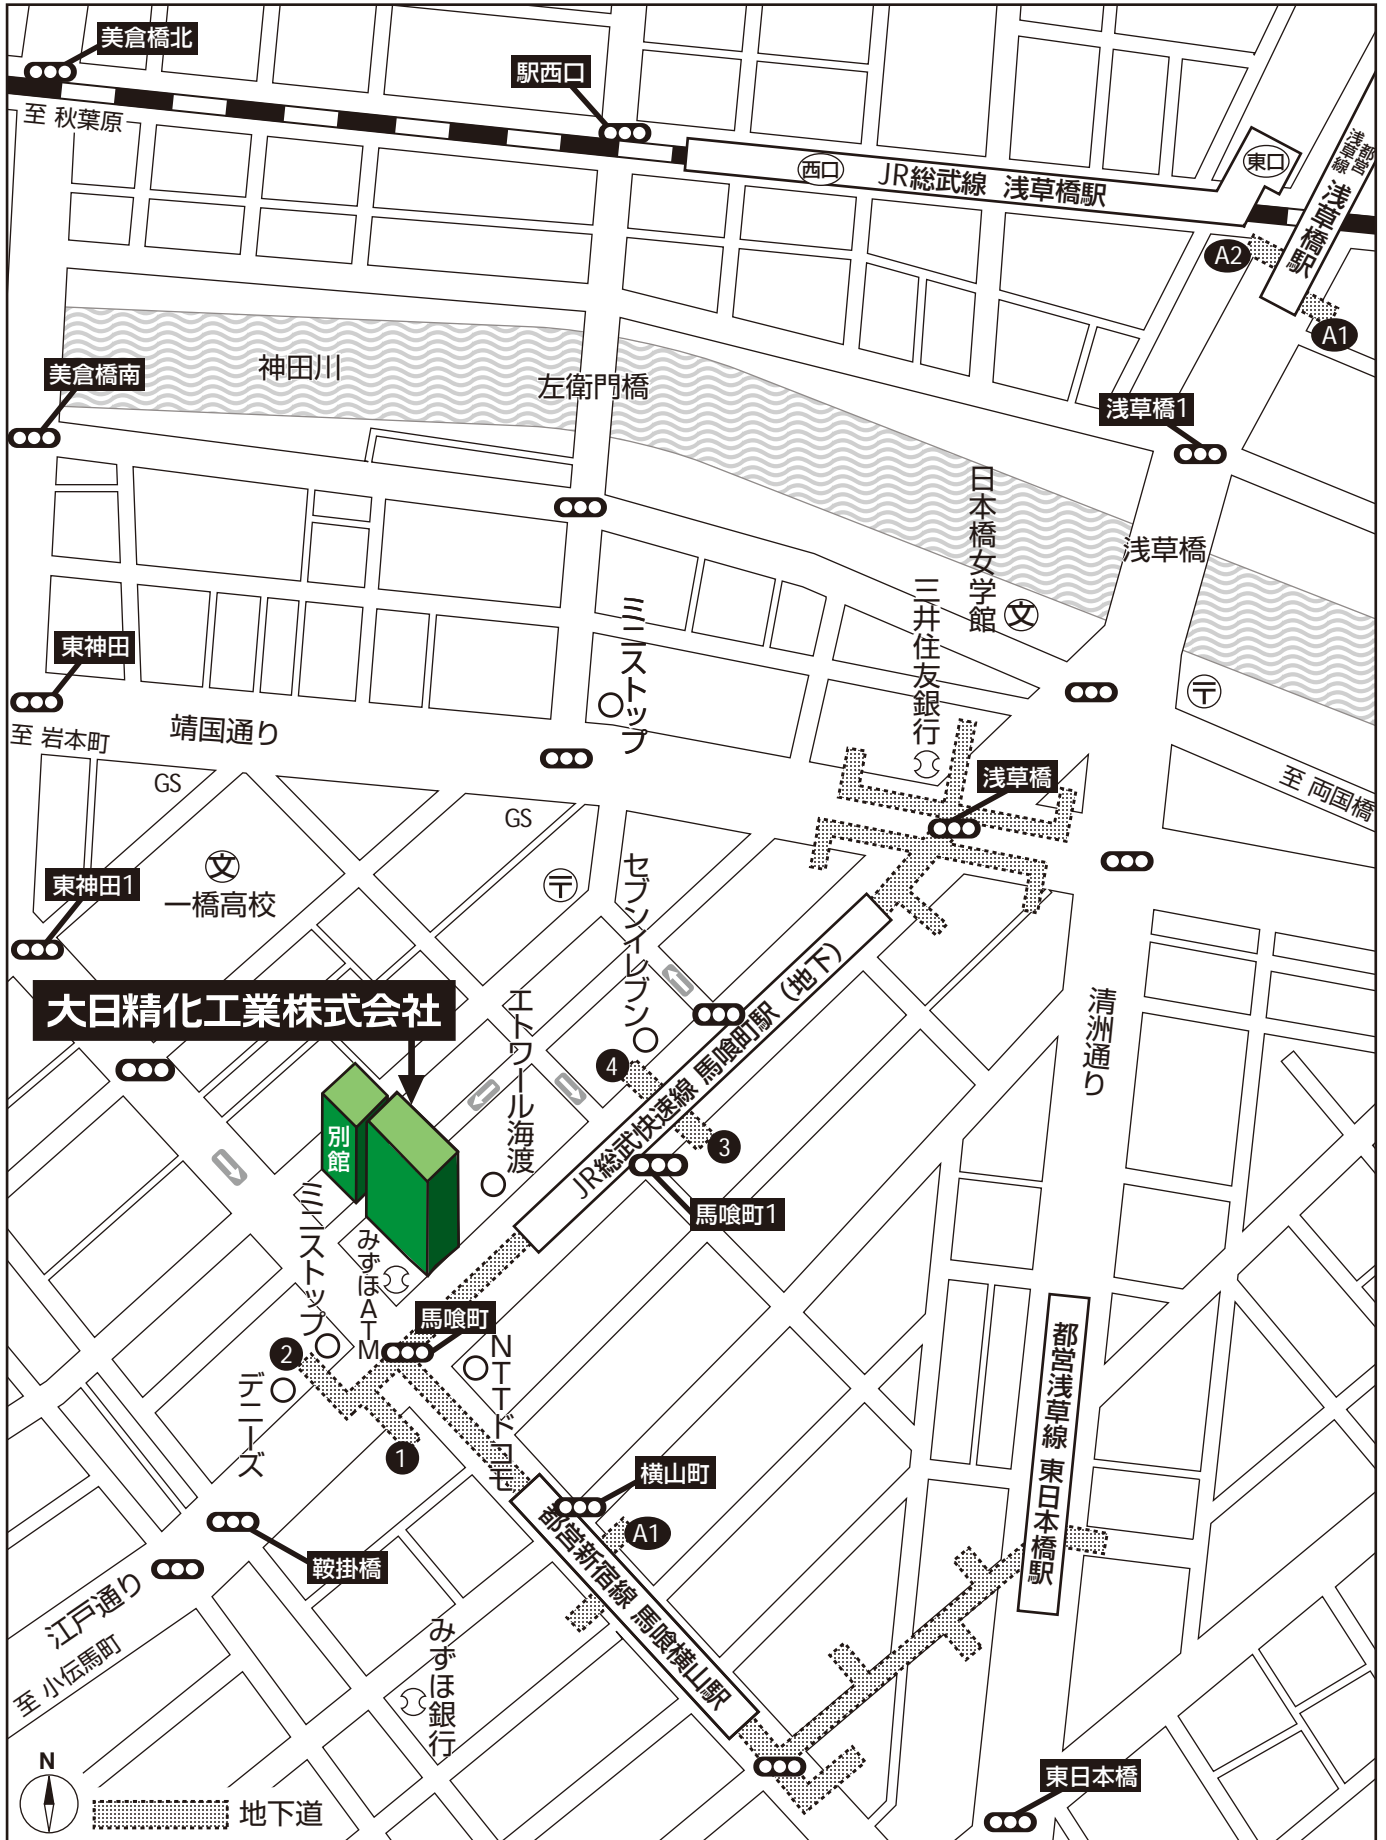 美倉橋北
駅西口
至 秋葉原
西口
JR総武線 浅草橋駅
東口
都営
浅草線
浅草橋駅
A2
A1
美倉橋南
神田川
左衛門橋
浅草橋1
日本橋女学館
文
浅草橋
三井住友銀行
ミニストップ
東神田
〒
至 岩本町
靖国通り
GS
GS
浅草橋
至 両国橋
文
一橋高校
〒
セブンイレブン
東神田1
大日精化工業株式会社
エトワール海渡
JR総武快速線 馬喰町駅(地下)
清洲通り
4
3
別館
馬喰町1
ミニストップ
みずほATM
馬喰町
2
NTTドコモ
デニーズ
1
都営浅草線 東日本橋駅
横山町
A1
都営新宿線 馬喰横山駅
鞍掛橋
江戸通り
至 小伝馬町
みずほ銀行
東日本橋
N
地下道